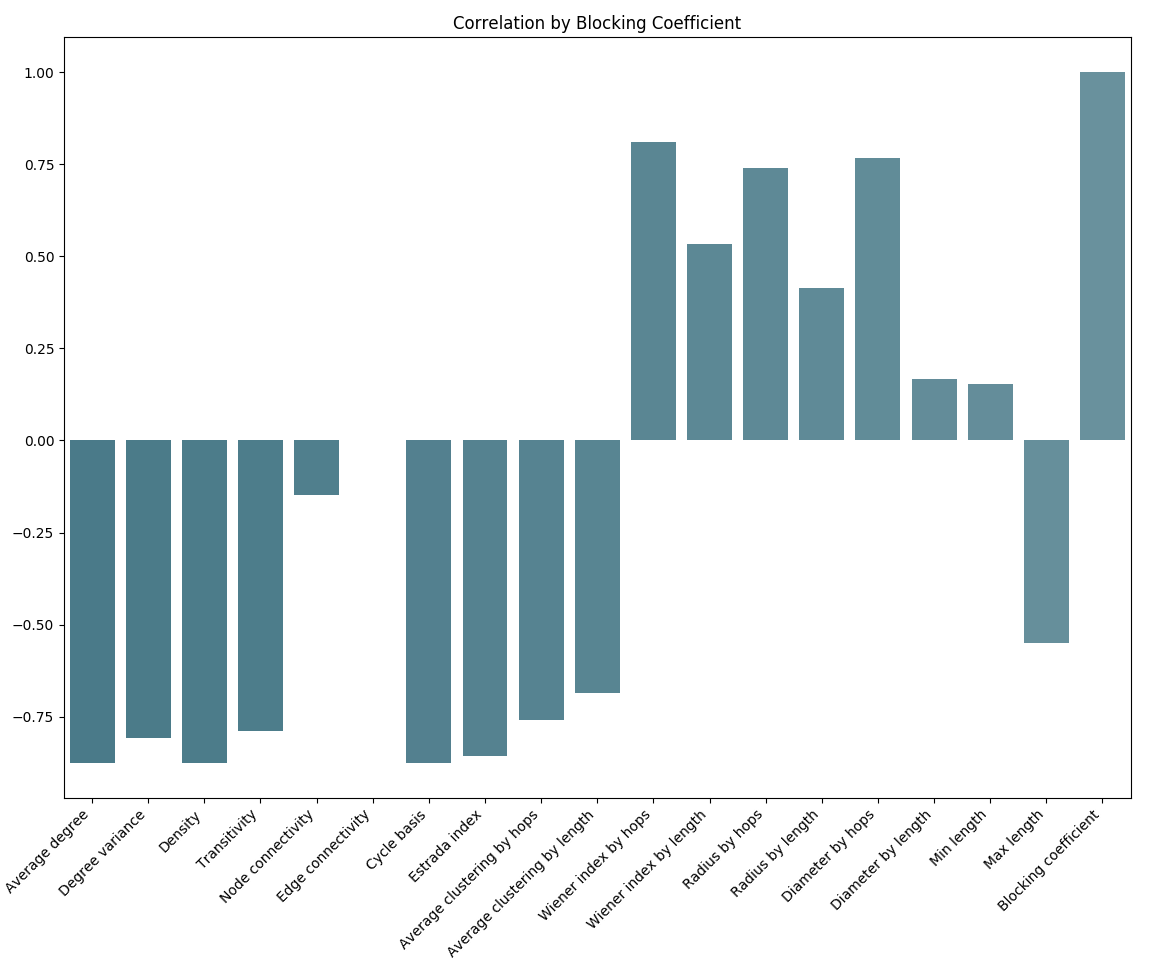 Correlation by Blocking Coefficient
1.00
0.75
0.50
0.25
0.00
−0.25
−0.50
−0.75
Average degree
Degree variance
Density
Transitivity
Node connectivity
Edge connectivity
Cycle basis
Estrada index
Average clustering by hops
Average clustering by length
Wiener index by hops
Wiener index by length
Radius by hops
Radius by length
Diameter by hops
Diameter by length
Min length
Max length
Blocking coefficient